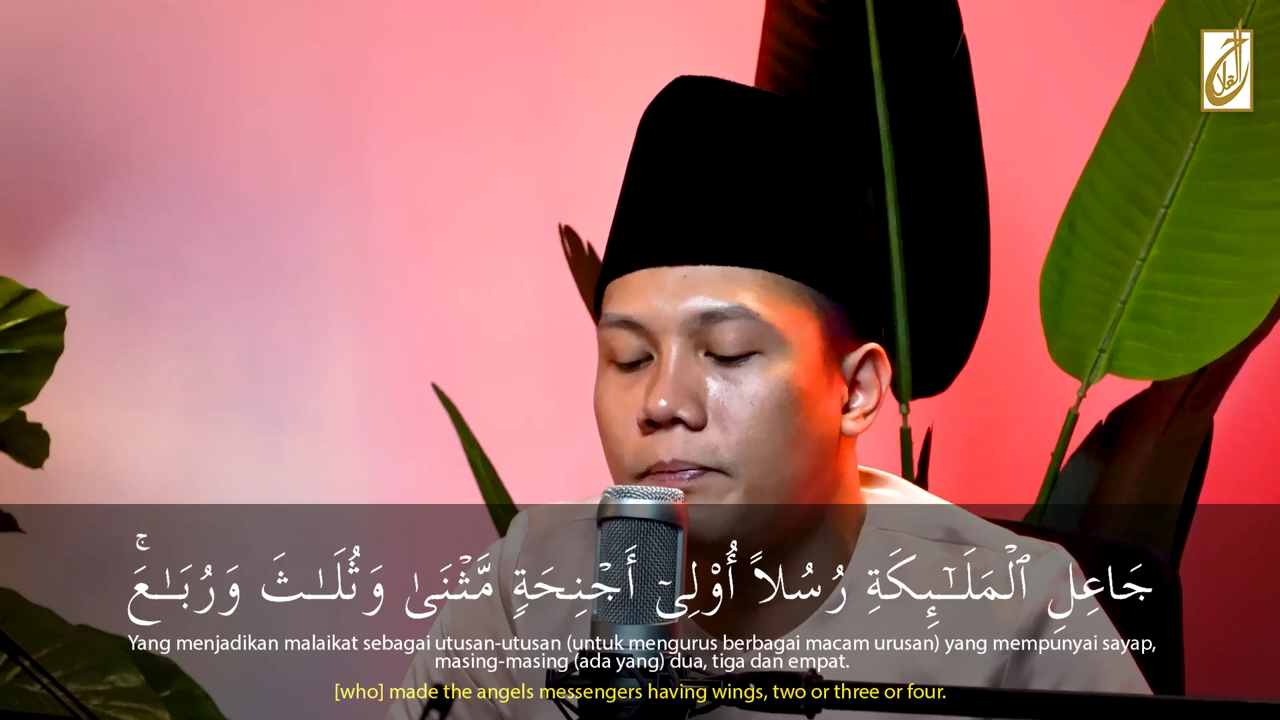 جَاعِلِ ٱلْمَلَـٰٓئِكَةِ رُسُلاً أُوْلِىٓ أَجْنِحَةٍ مَّثْنَىٰ وَثُلَـٰثَ وَرُبَـٰعَ ۚ
Yang menjadikan malaikat sebagai utusan-utusan (untuk mengurus berbagai macam urusan) yang mempunyai sayap,
masing-masing (ada yang) dua, tiga dan empat.
[who] made the angels messengers having wings, two or three or four.